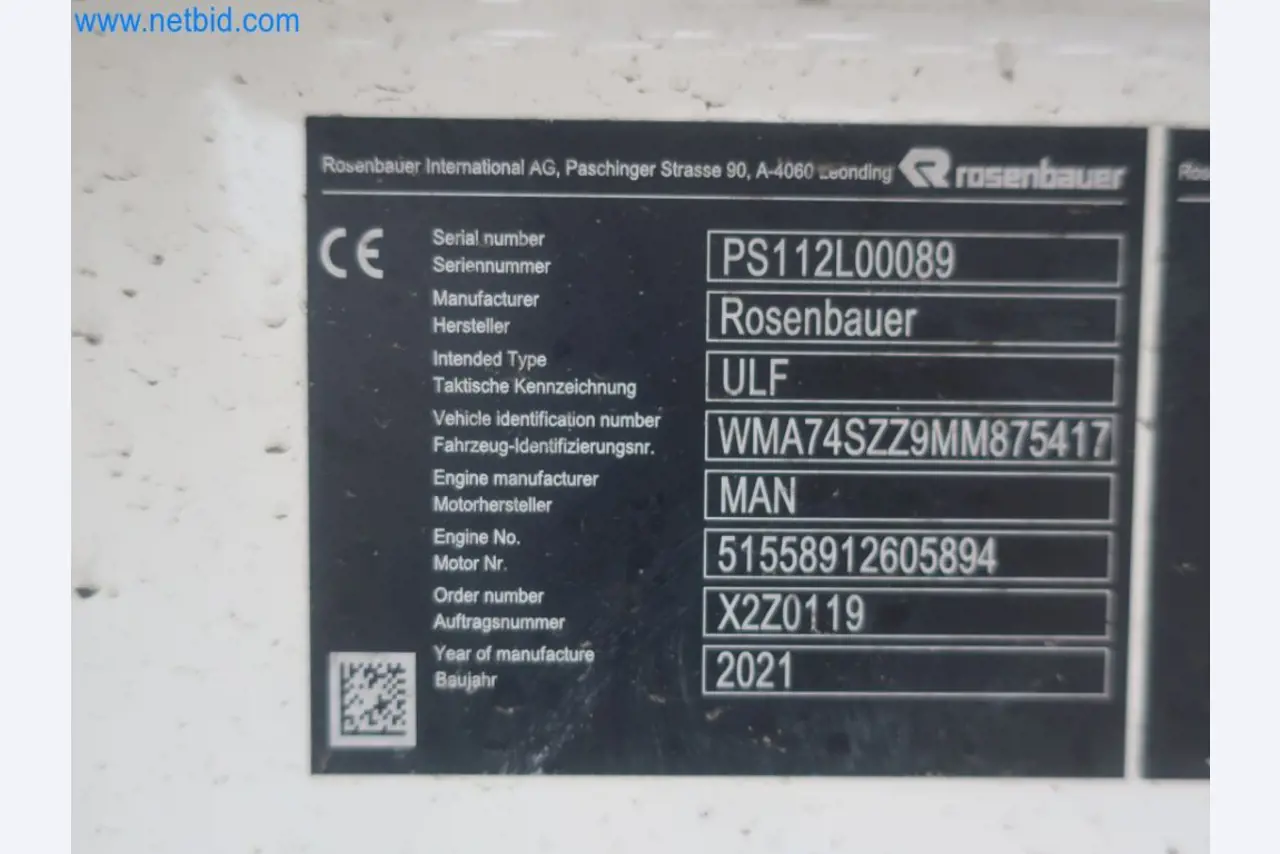 www.netbid.com
Rosenbauer International AG, Paschinger Strasse 90, A-4060 Leonding rosenbauer
CE
Serial number
Seriennummer
PS112L00089
Manufacturer
Hersteller
Rosenbauer
Intended Type
Taktische Kennzeichnung
ULF
Vehicle identification number
Fahrzeug-Identifizierungsnr.
WMA74SZZ9MM875417
Engine manufacturer
Motorhersteller
MAN
Engine No.
Motor Nr.
51558912605894
Order number
Auftragsnummer
X2Z0119
Year of manufacture
Baujahr
2021